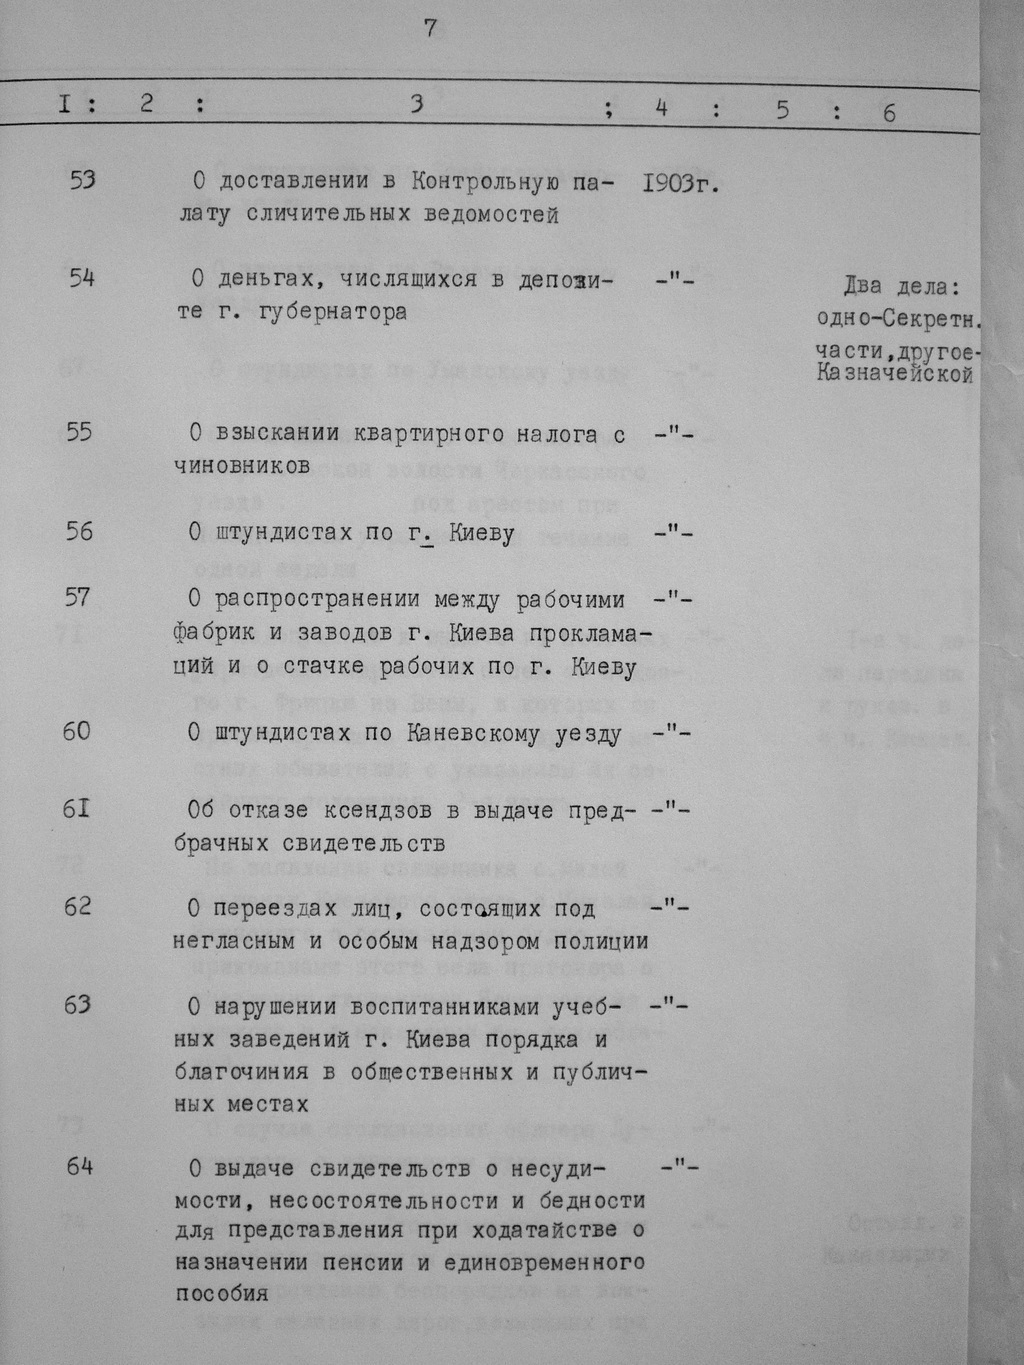 7
I : 2 : 3 ; 4 : 5 : 6
53 О доставлении в Контрольную па- 1903г.
лату сличительных ведомостей
54 О деньгах, числящихся в депози- -"- Два дела:
те г. губернатора одно-Секретн.
части,другое-
Казначейской
55 О взыскании квартирного налога с -"-
чиновников
56 О штундистах по г. Киеву -"-
57 О распространении между рабочими -"-
фабрик и заводов г. Киева проклама-
ций и о стачке рабочих по г. Киеву
60 О штундистах по Каневскому уезду -"-
61 Об отказе ксендзов в выдаче пред- -"-
брачных свидетельств
62 О переездах лиц, состоящих под -"-
негласным и особым надзором полиции
63 О нарушении воспитанниками учеб- -"-
ных заведений г. Киева порядка и
благочиния в общественных и публич-
ных местах
64 О выдаче свидетельств о несуди- -"-
мости, несостоятельности и бедности
для представления при ходатайстве о
назначении пенсии и единовременного
пособия